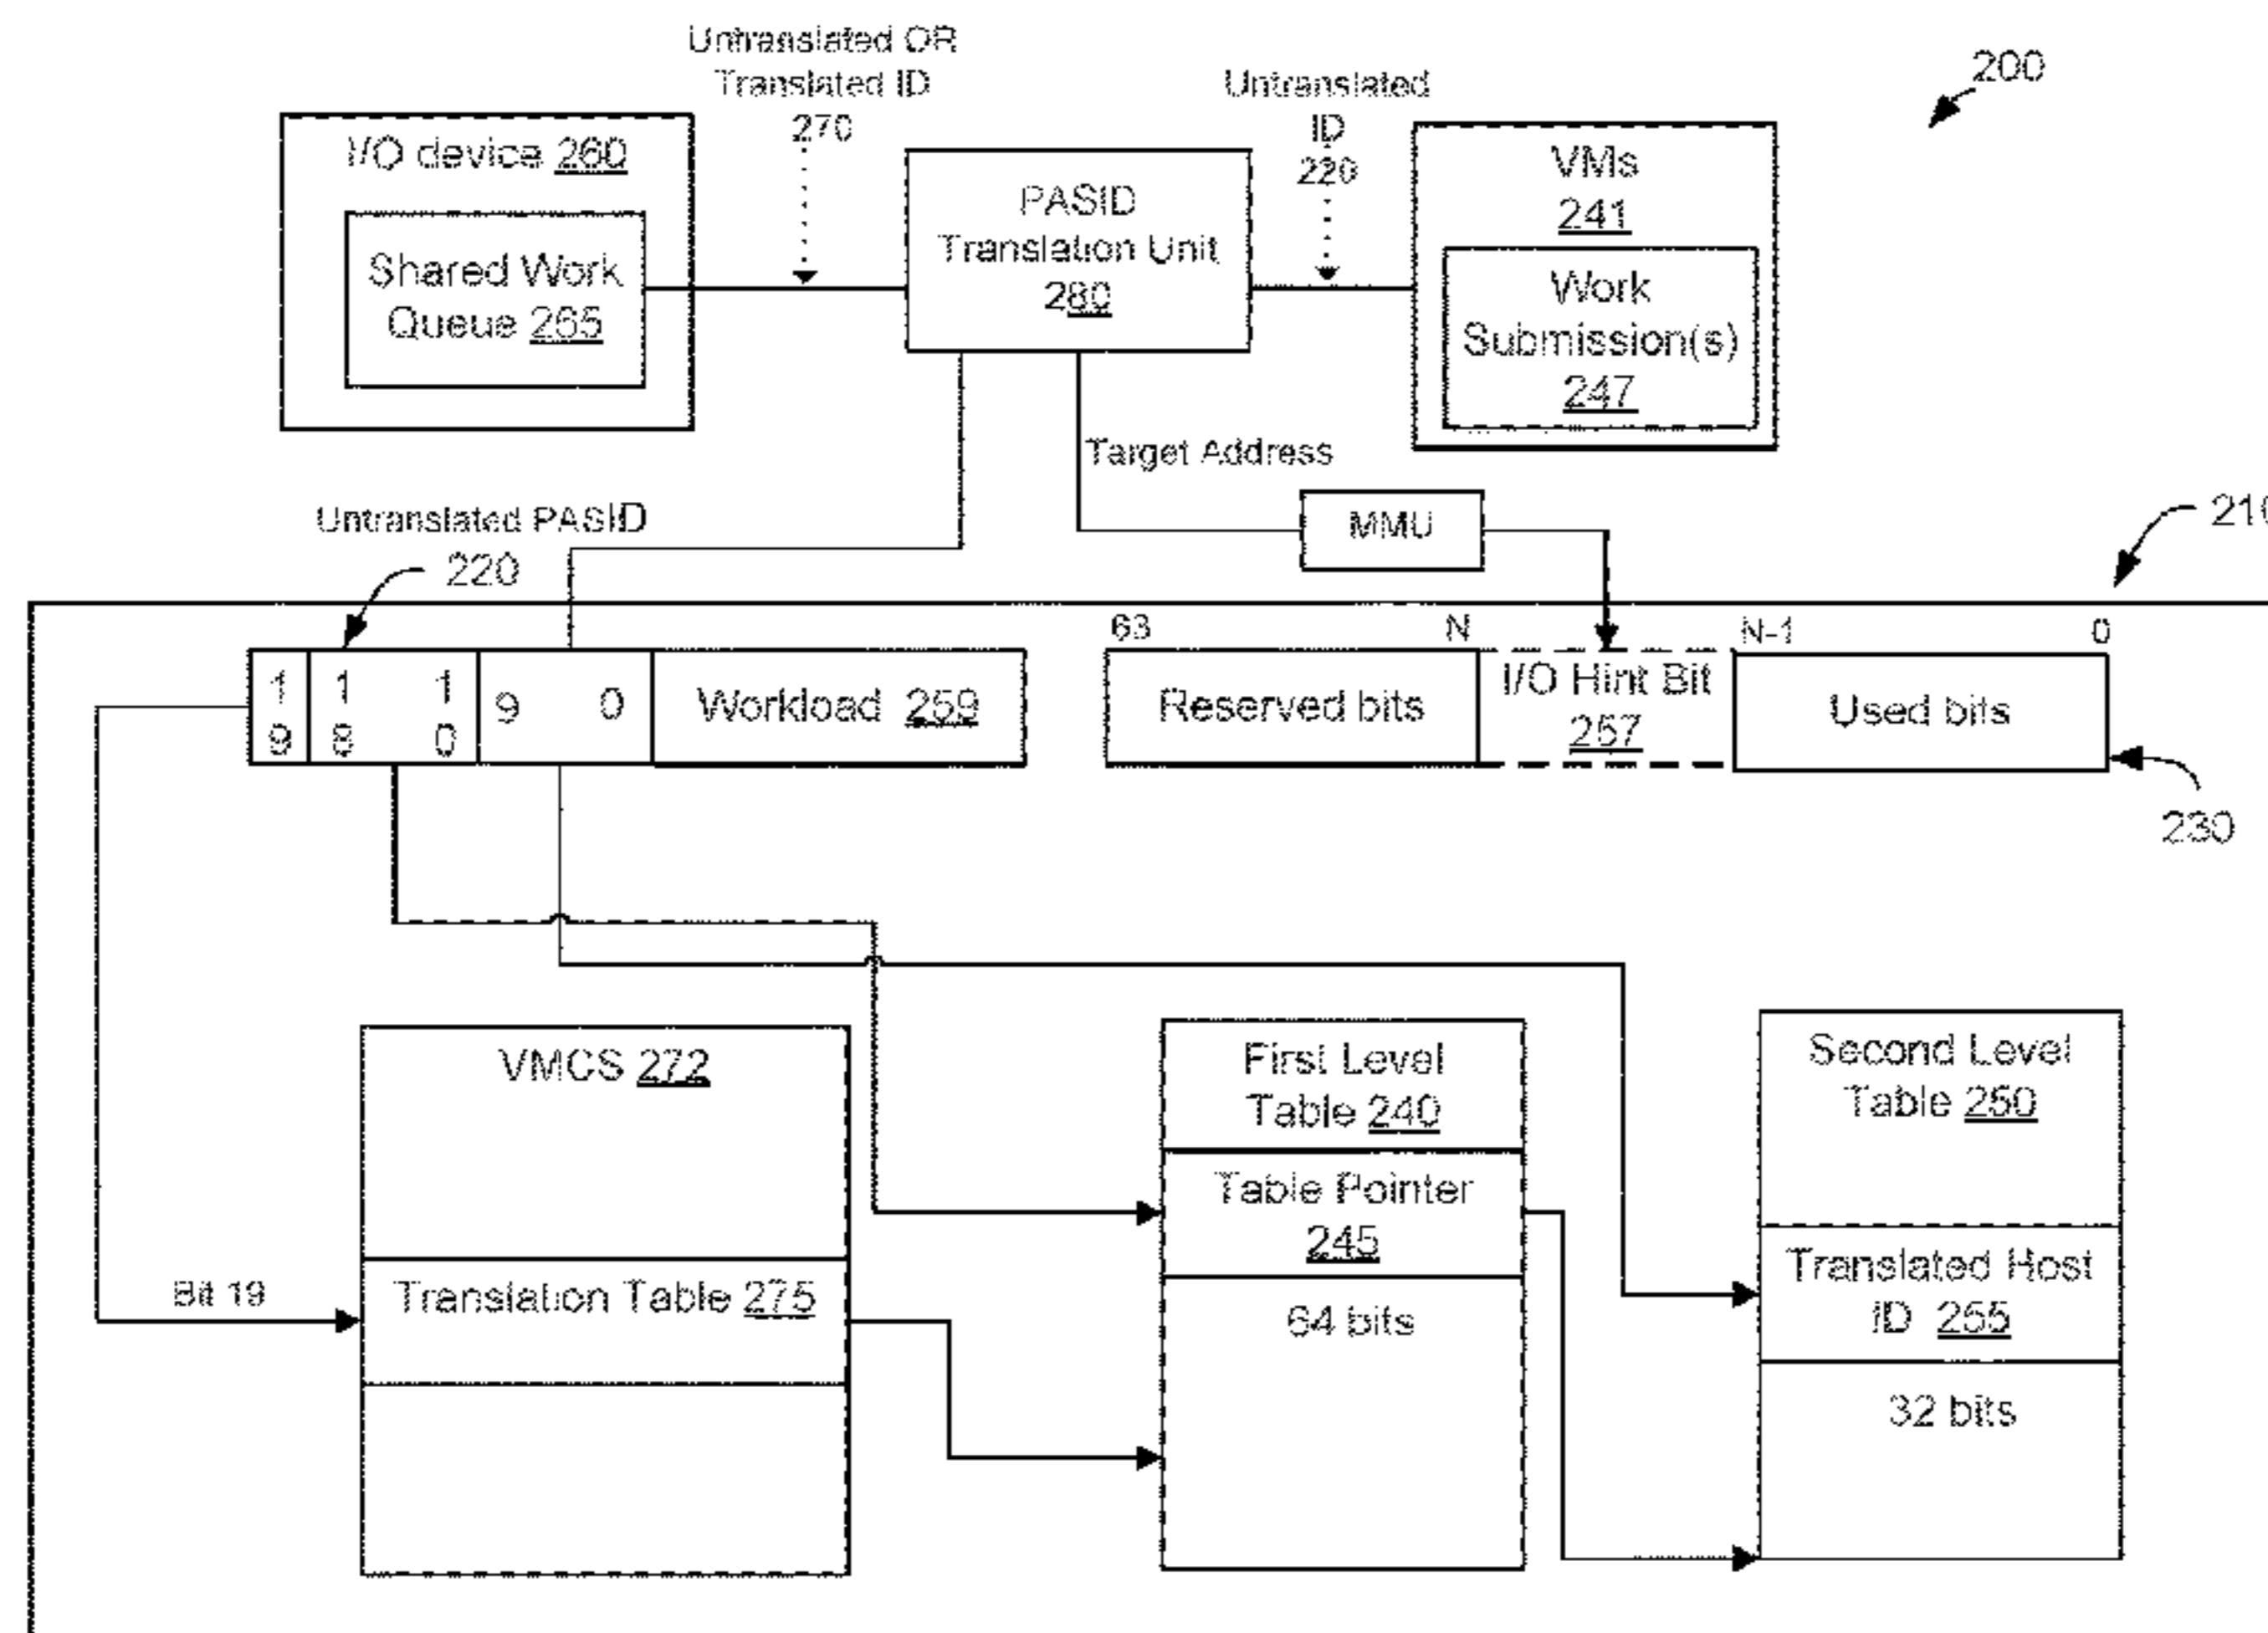 200
Untranslated OR
Translated ID
270
Untranslated
ID
220
I/O device 260
Shared Work
Queue 265
PASID
Translation Unit
280
VMs
241
Work
Submission(s)
247
Target Address
MMU
Untranslated PASID
220
210
63
N
N-1
0
1
9
1
8
1
0
9
0
Workload 259
Reserved bits
I/O Hint Bit
257
Used bits
230
VMCS 272
Bit 19
Translation Table 275
First Level
Table 240
Table Pointer
245
64 bits
Second Level
Table 250
Translated Host
ID 255
32 bits